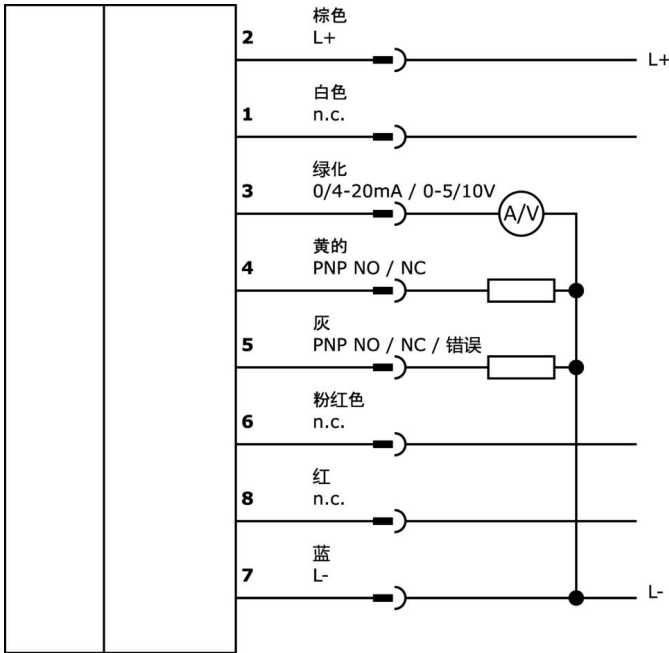 棕色
2 L+
L+
白色
1 n.c.
绿化
3 0/4-20mA / 0-5/10V
A/V
黄的
4 PNP NO / NC
灰
5 PNP NO / NC / 错误
粉红色
6 n.c.
红
8 n.c.
蓝
7 L-
L-